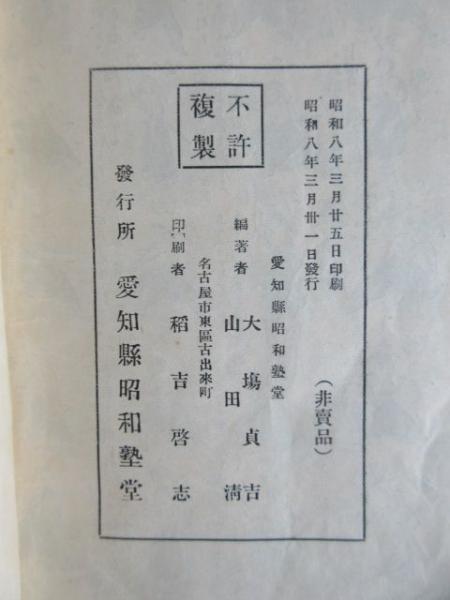 昭和八年三月廿五日印刷
昭和八年三月卅一日發行
(非賣品)
不許
複製
愛知縣昭和塾堂
編著者
大塲貞吉
山田清
名古屋市東區古出來町
印刷者 稻吉啓志
發行所 愛知縣昭和塾堂